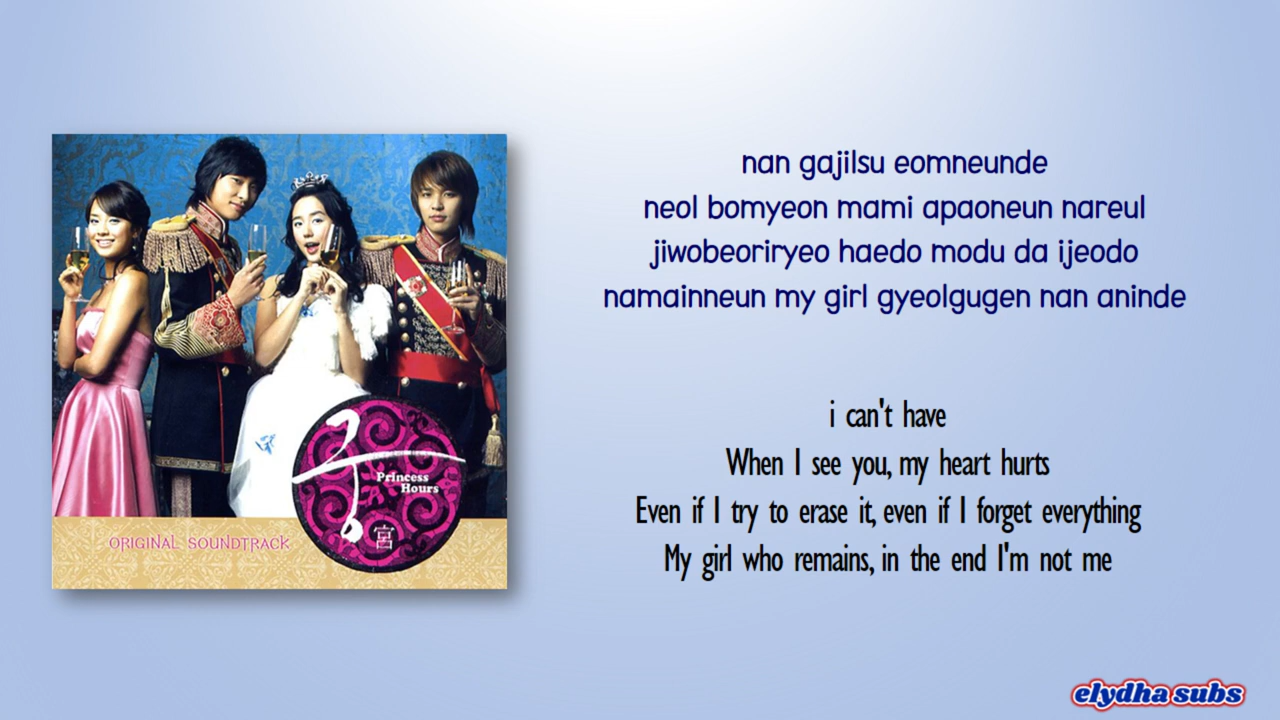 nan gajilsu eomneunde
neol bomyeon mami apaoneun nareul
jiwobeoriryeo haedo modu da ijeodo
namainneun my girl gyeolgugen nan aninde
i can't have
When I see you, my heart hurts
Even if I try to erase it, even if I forget everything
My girl who remains, in the end I'm not me
궁
Princess
Hours
宮
ORIGINAL SOUNDTRACK
elydha subs